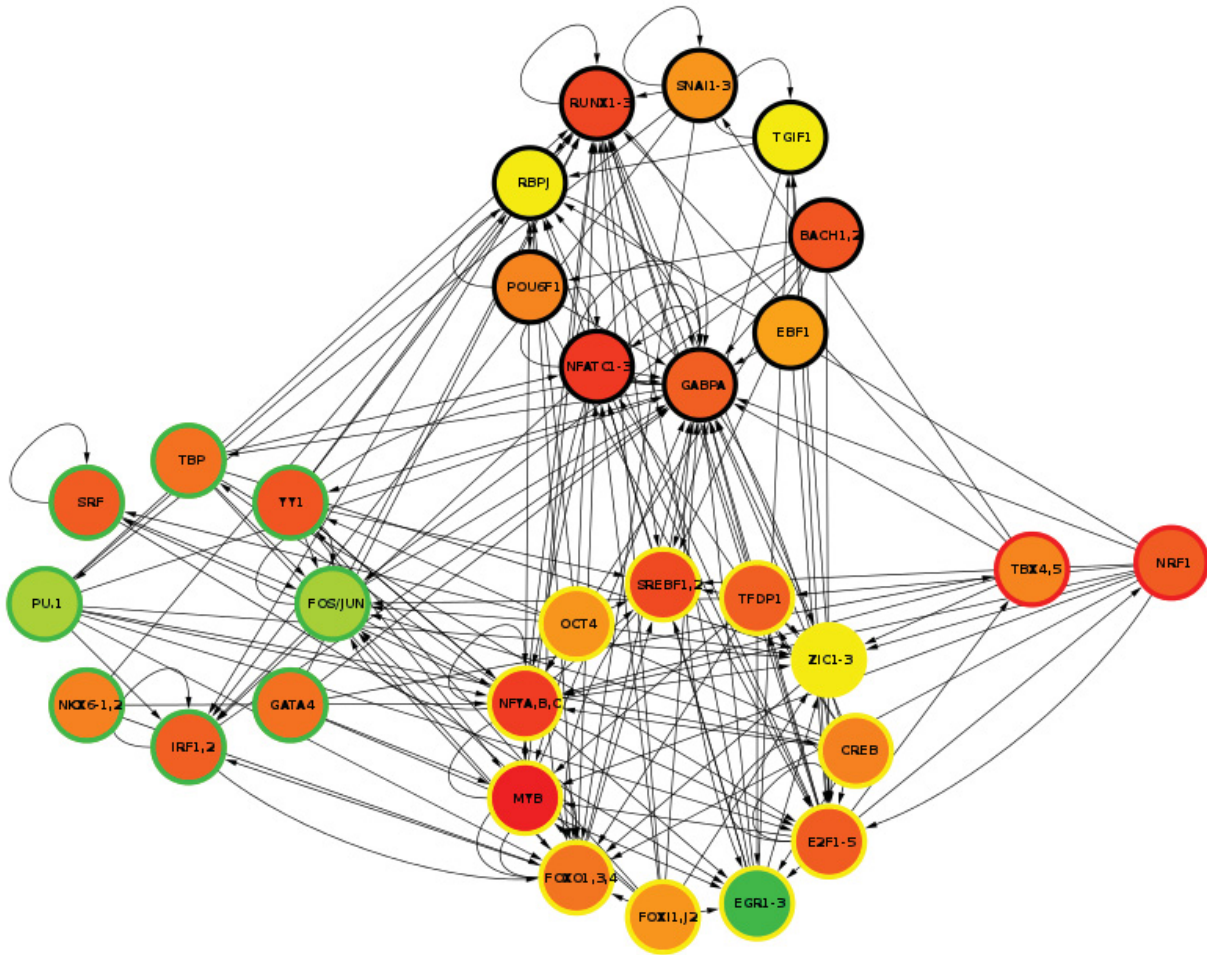 SNAI1-3
RUNX1-3
TGIF1
RBPJ
BACH1,2
POU6F1
EBF1
NFATC1-3
GABPA
TBP
SRF
YY1
NRF1
TBX4,5
SREBF1,2
TFDP1
PU.1
FOS/JUN
OCT4
ZIC1-3
NFYA,B,C
NKX6-1,2
GATA4
IRF1,2
CREB
MYB
E2F1-5
FOXO1,3,4
EGR1-3
FOXI1,J2